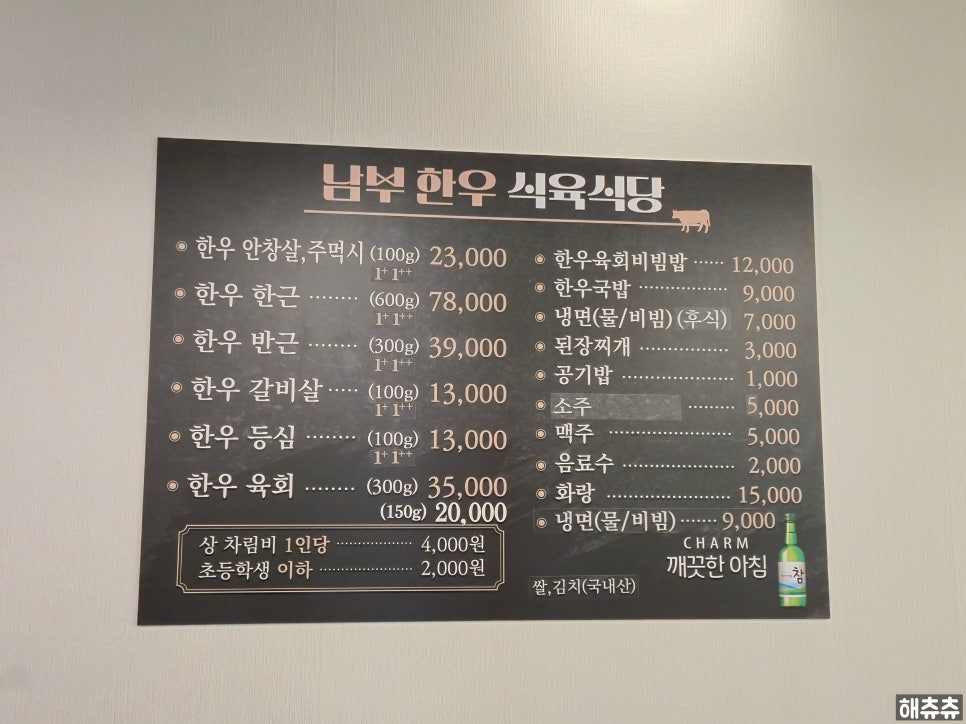 남부 한우 식육식당
한우 안창살,주먹시 (100g) 23,000
1+ 1++
한우 한근 ........ (600g) 78,000
1+ 1++
한우 반근 ........ (300g) 39,000
1+ 1++
한우 갈비살 ..... (100g) 13,000
1+ 1++
한우 등심 ........ (100g) 13,000
1+ 1++
한우 육회 ........ (300g) 35,000
(150g) 20,000
상 차림비 1인당 ................ 4,000원
초등학생 이하 ................... 2,000원
한우육회비빔밥 ...... 12,000
한우국밥 ................. 9,000
냉면(물/비빔) (후식) 7,000
된장찌개 ................. 3,000
공기밥 ..................... 1,000
소주 ......... 5,000
맥주 ....................... 5,000
음료수 ..................... 2,000
화랑 ....................... 15,000
냉면(물/비빔) ....... 9,000
CHARM
깨끗한 아침
참
쌀,김치(국내산)
해츄츄